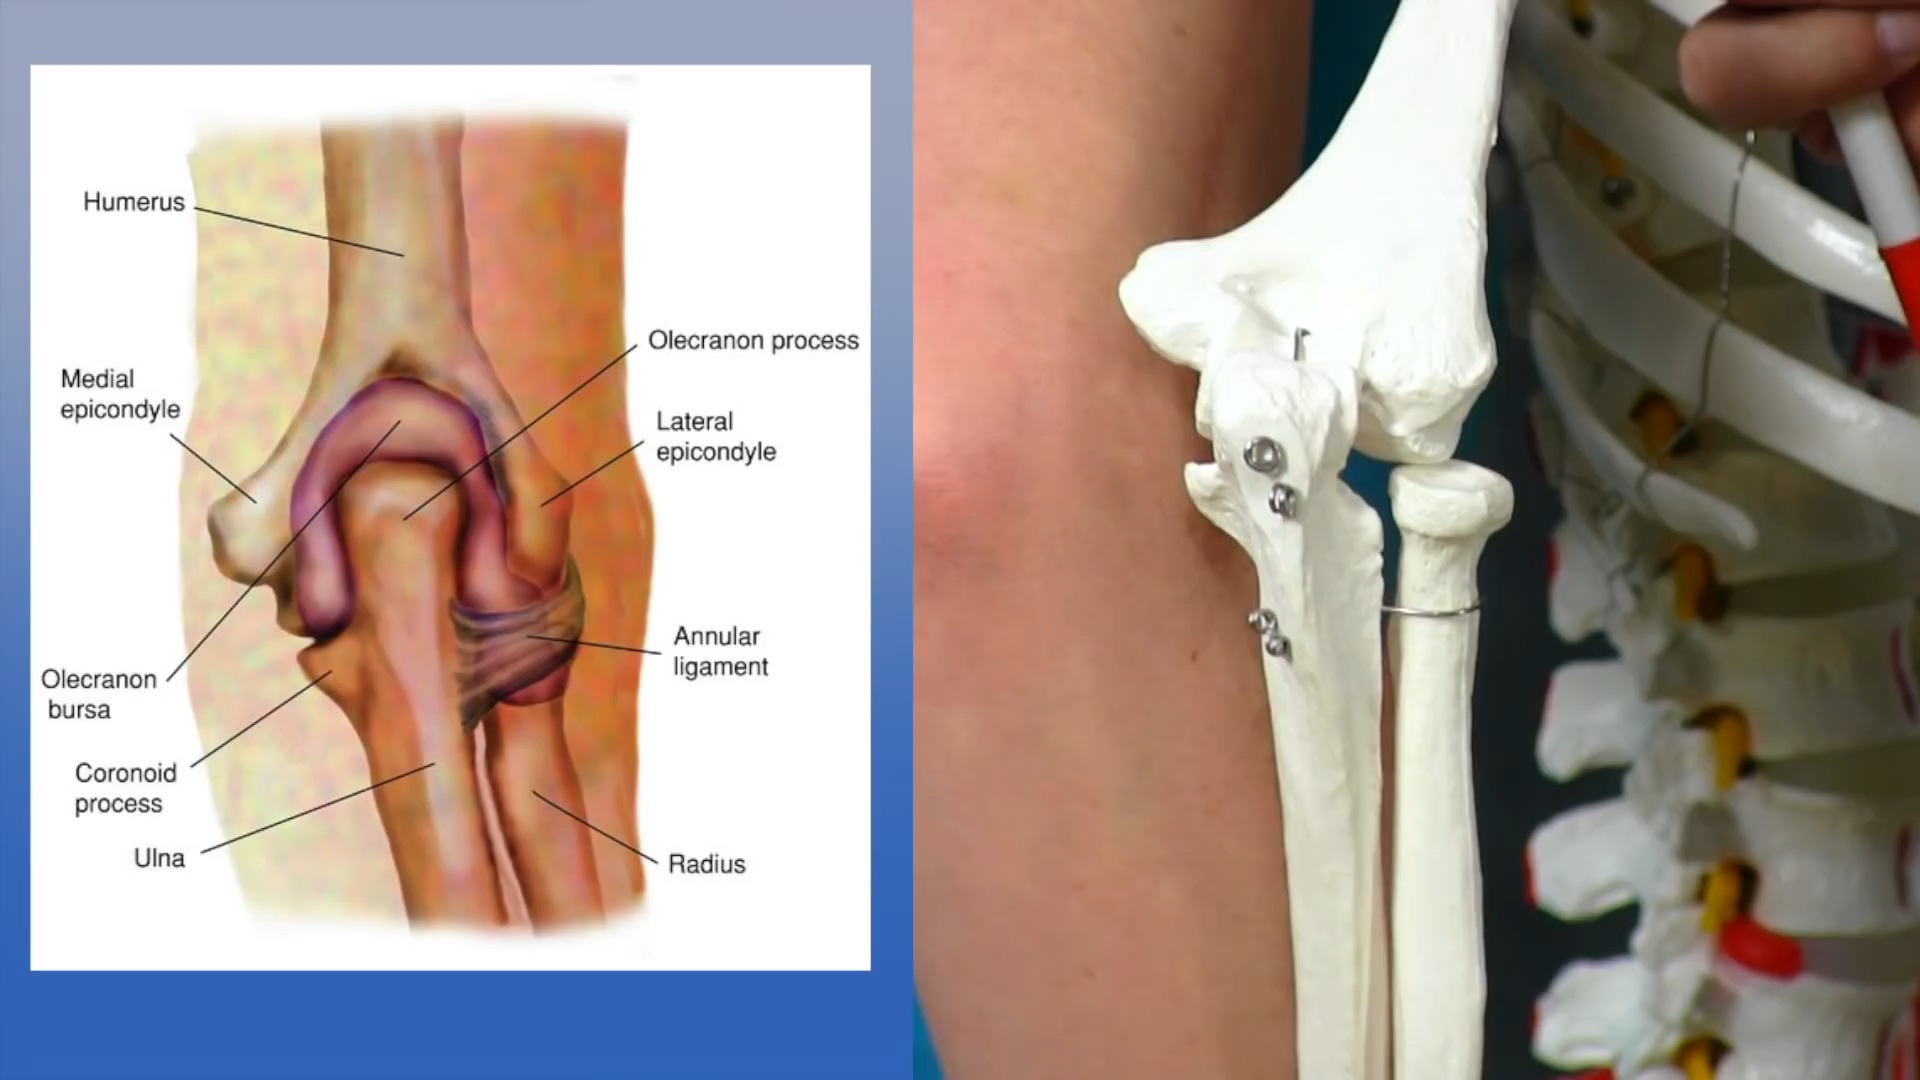 Humerus
Olecranon process
Medial
epicondyle
Lateral
epicondyle
Annular
ligament
Olecranon
bursa
Coronoid
process
Ulna
Radius